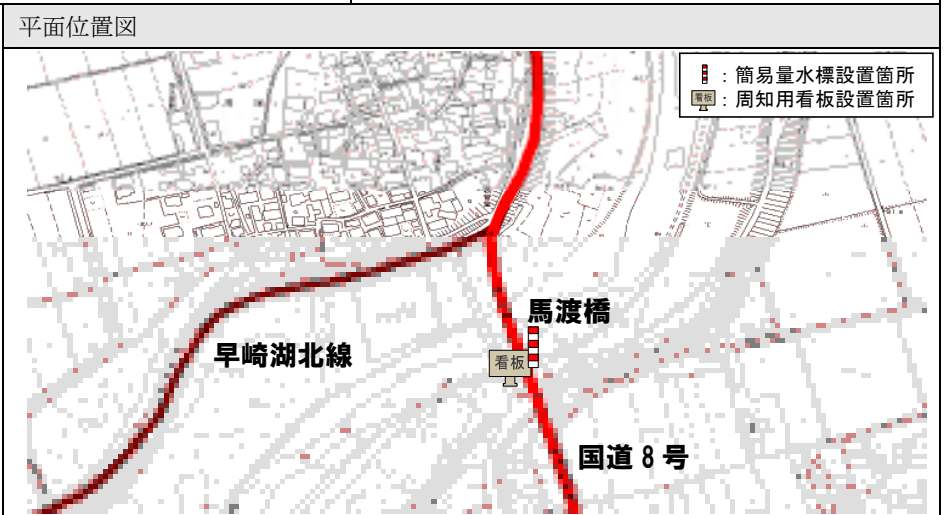 平面位置図
：簡易量水標設置箇所
看板：周知用看板設置箇所
馬渡橋
早崎湖北線
看板
国道８号